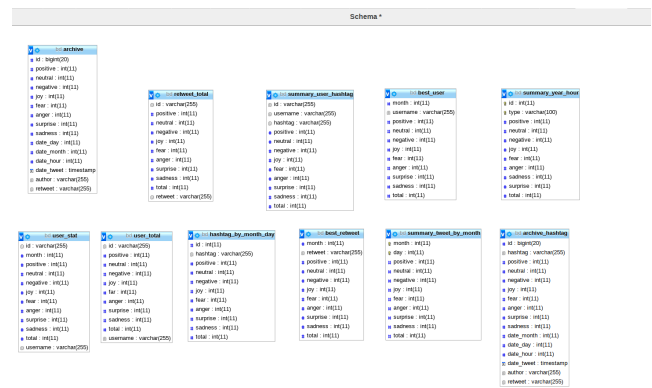 Schema *
archive
id : bigint(20)
positive : int(11)
neutral : int(11)
negative : int(11)
joy : int(11)
fear : int(11)
anger : int(11)
surprise : int(11)
sadness : int(11)
date_day : int(11)
date_month : int(11)
date_hour : int(11)
date_tweet : timestamp
author : varchar(255)
retweet : varchar(255)
retweet_total
id : varchar(255)
positive : int(11)
neutral : int(11)
negative : int(11)
joy : int(11)
fear : int(11)
anger : int(11)
surprise : int(11)
sadness : int(11)
total : int(11)
retweet : varchar(255)
summary_user_hashtag
id : varchar(255)
username : varchar(255)
hashtag : varchar(255)
positive : int(11)
neutral : int(11)
negative : int(11)
joy : int(11)
fear : int(11)
anger : int(11)
surprise : int(11)
sadness : int(11)
total : int(11)
best_user
month : int(11)
username : varchar(255)
positive : int(11)
neutral : int(11)
negative : int(11)
joy : int(11)
fear : int(11)
anger : int(11)
surprise : int(11)
sadness : int(11)
total : int(11)
summary_year_hour
id : int(11)
type : varchar(100)
positive : int(11)
neutral : int(11)
negative : int(11)
joy : int(11)
fear : int(11)
anger : int(11)
surprise : int(11)
sadness : int(11)
total : int(11)
user_stat
id : varchar(255)
month : int(11)
positive : int(11)
neutral : int(11)
negative : int(11)
joy : int(11)
fear : int(11)
anger : int(11)
surprise : int(11)
sadness : int(11)
total : int(11)
username : varchar(255)
user_total
id : varchar(255)
positive : int(11)
neutral : int(11)
negative : int(11)
joy : int(11)
far : int(11)
anger : int(11)
surprise : int(11)
sadness : int(11)
total : int(11)
username : varchar(255)
hashtag_by_month_day
id : int(11)
hashtag : varchar(255)
positive : int(11)
neutral : int(11)
negative : int(11)
joy : int(11)
fear : int(11)
anger : int(11)
surprise : int(11)
sadness : int(11)
total : int(11)
best_retweet
month : int(11)
retweet : varchar(255)
positive : int(11)
neutral : int(11)
negative : int(11)
joy : int(11)
fear : int(11)
anger : int(11)
surprise : int(11)
sadness : int(11)
total : int(11)
summary_tweet_by_month
month : int(11)
day : int(11)
positive : int(11)
neutral : int(11)
negative : int(11)
joy : int(11)
fear : int(11)
anger : int(11)
surprise : int(11)
sadness : int(11)
total : int(11)
archive_hashtag
id : bigint(20)
hashtag : varchar(255)
positive : int(11)
neutral : int(11)
negative : int(11)
joy : int(11)
fear : int(11)
anger : int(11)
surprise : int(11)
sadness : int(11)
date_month : int(11)
date_day : int(11)
date_hour : int(11)
date_tweet : timestamp
author : varchar(255)
retweet : varchar(255)